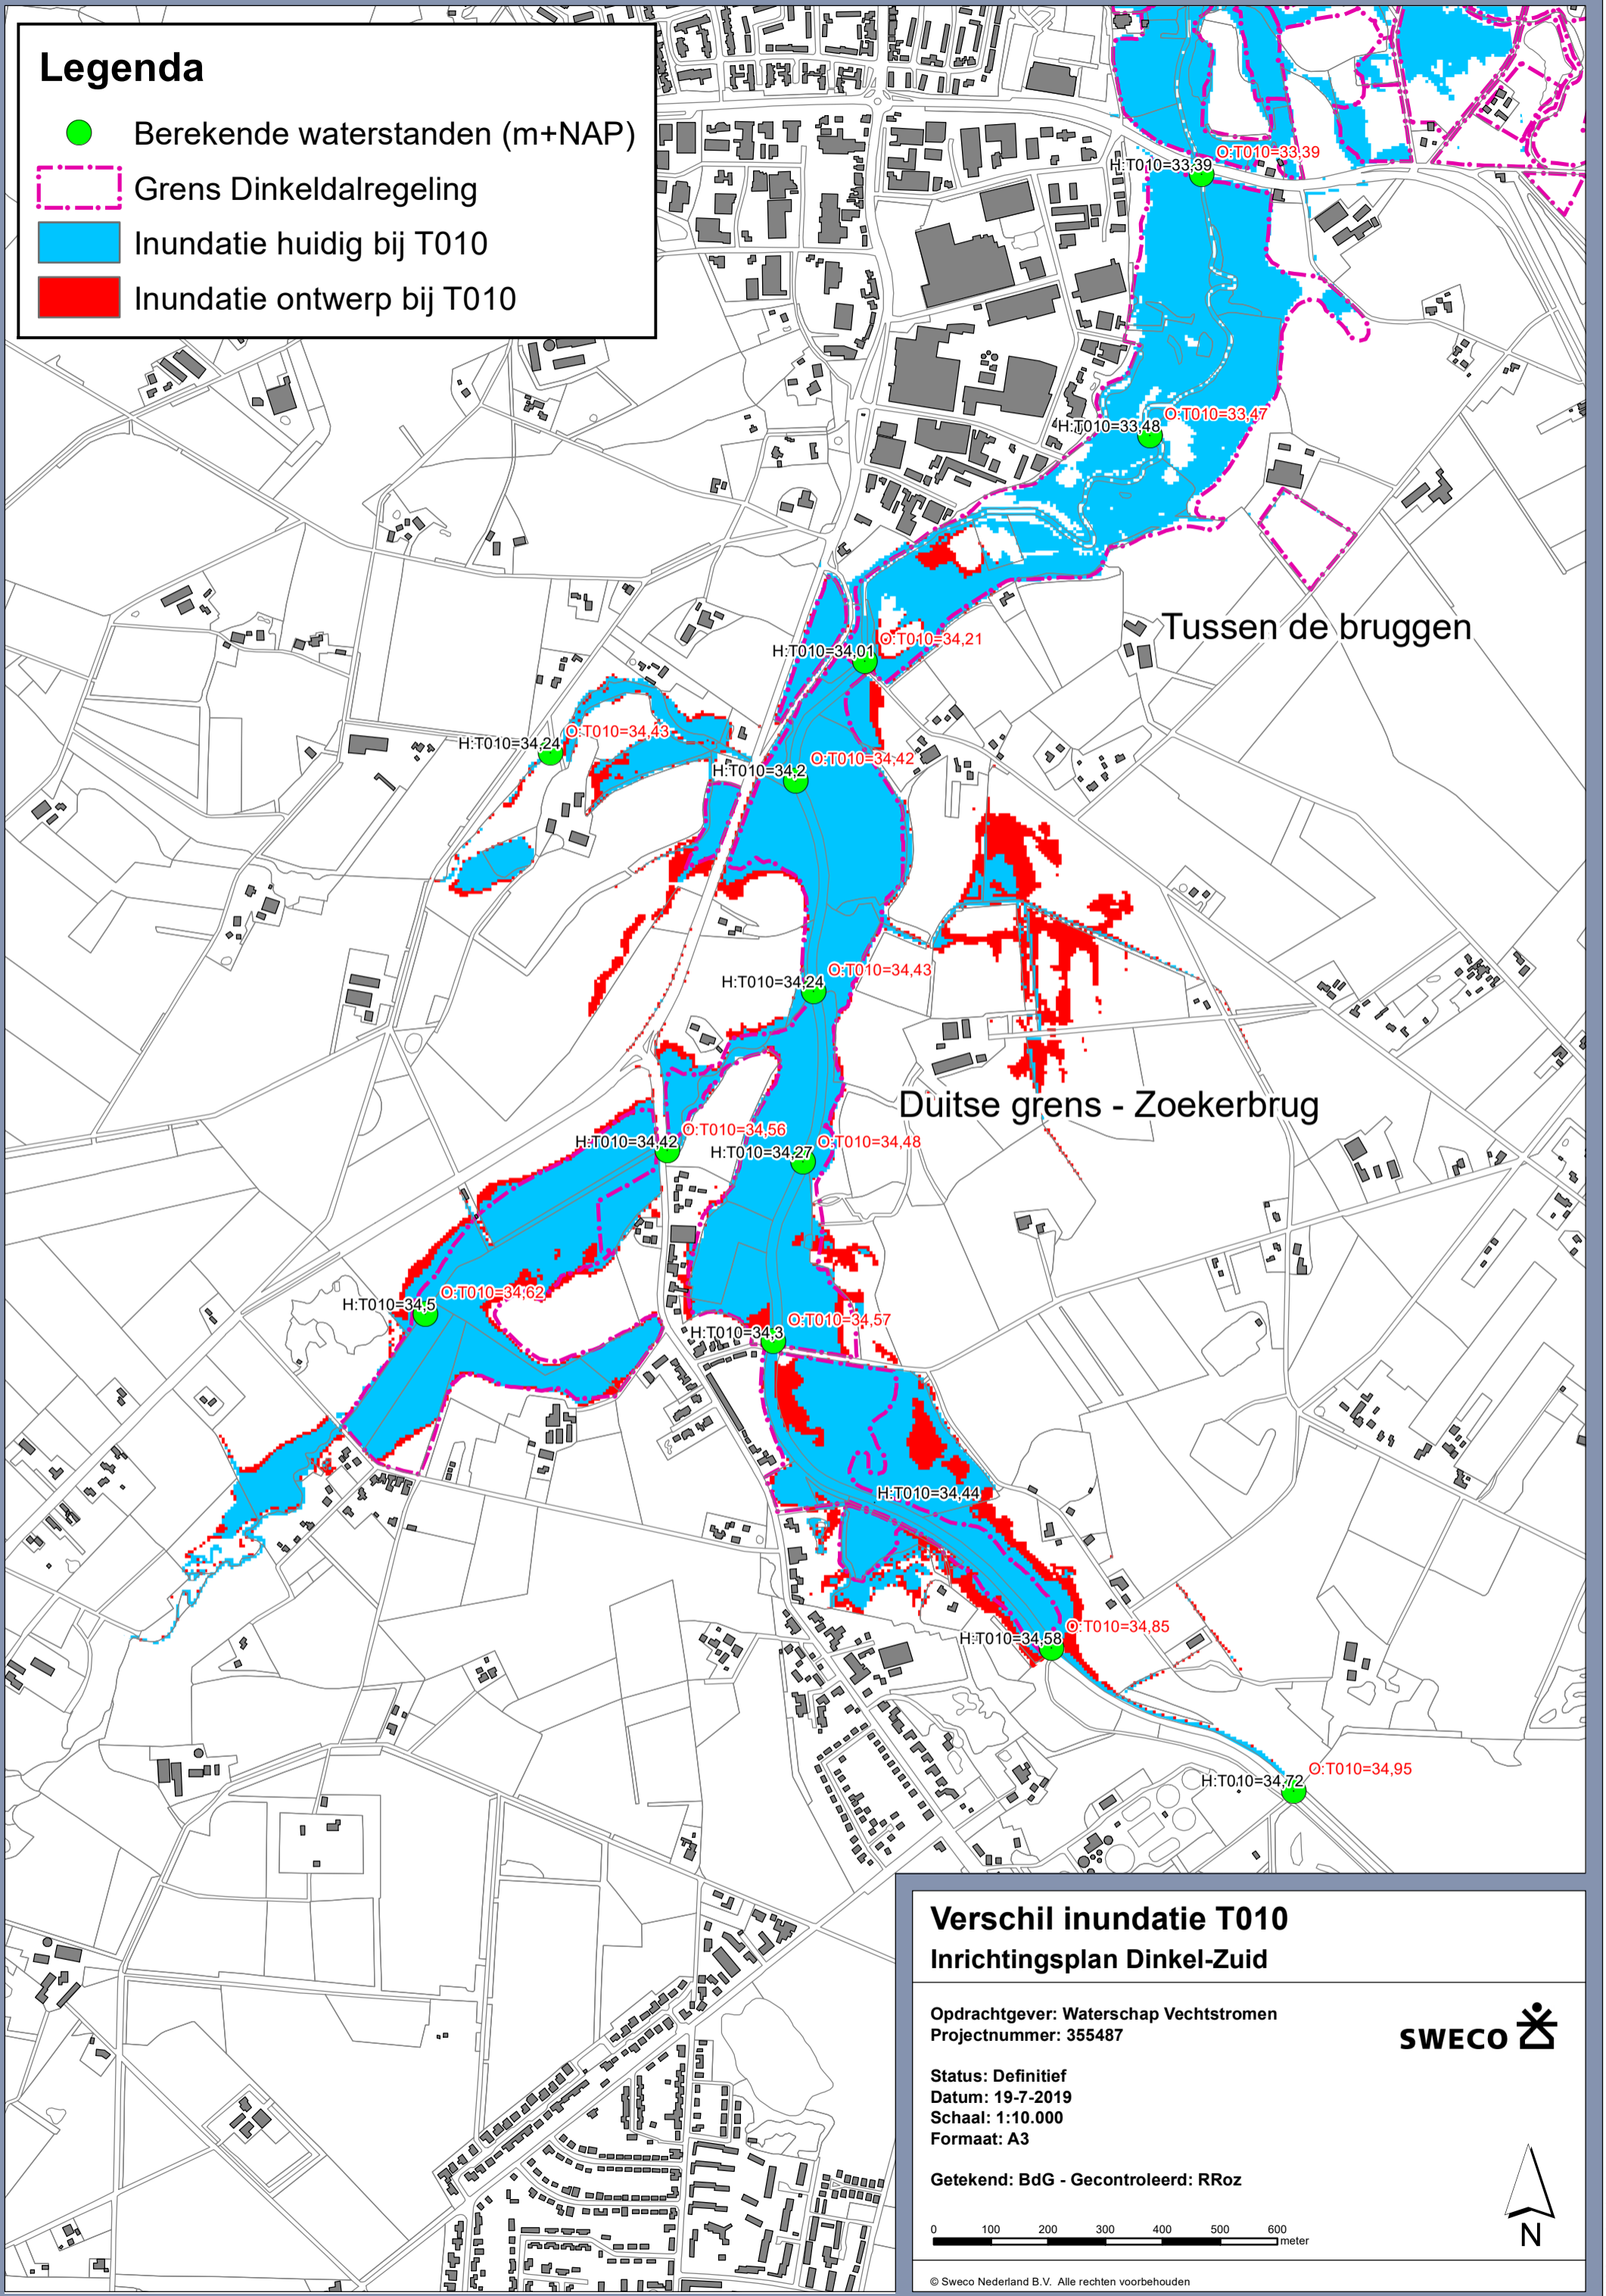 Legenda
Berekende waterstanden (m+NAP)
Grens Dinkeldalregeling
Inundatie huidig bij T010
Inundatie ontwerp bij T010
O:T010=33,39
H:T010=33,39
O:T010=33,47
H:T010=33,48
Tussen de bruggen
O:T010=34,21
H:T010=34,01
O:T010=34,43
H:T010=34,24
O:T010=34,42
H:T010=34,2
O:T010=34,43
H:T010=34,24
Duitse grens - Zoekerbrug
O:T010=34,56
H:T010=34,42
O:T010=34,48
H:T010=34,27
O:T010=34,62
H:T010=34,5
O:T010=34,57
H:T010=34,3
H:T010=34,44
O:T010=34,85
H:T010=34,58
O:T010=34,95
H:T010=34,72
Verschil inundatie T010
Inrichtingsplan Dinkel-Zuid
Opdrachtgever: Waterschap Vechtstromen
Projectnummer: 355487
SWECO
Status: Definitief
Datum: 19-7-2019
Schaal: 1:10.000
Formaat: A3
Getekend: BdG - Gecontroleerd: RRoz
0 100 200 300 400 500 600
meter
N
© Sweco Nederland B.V. Alle rechten voorbehouden